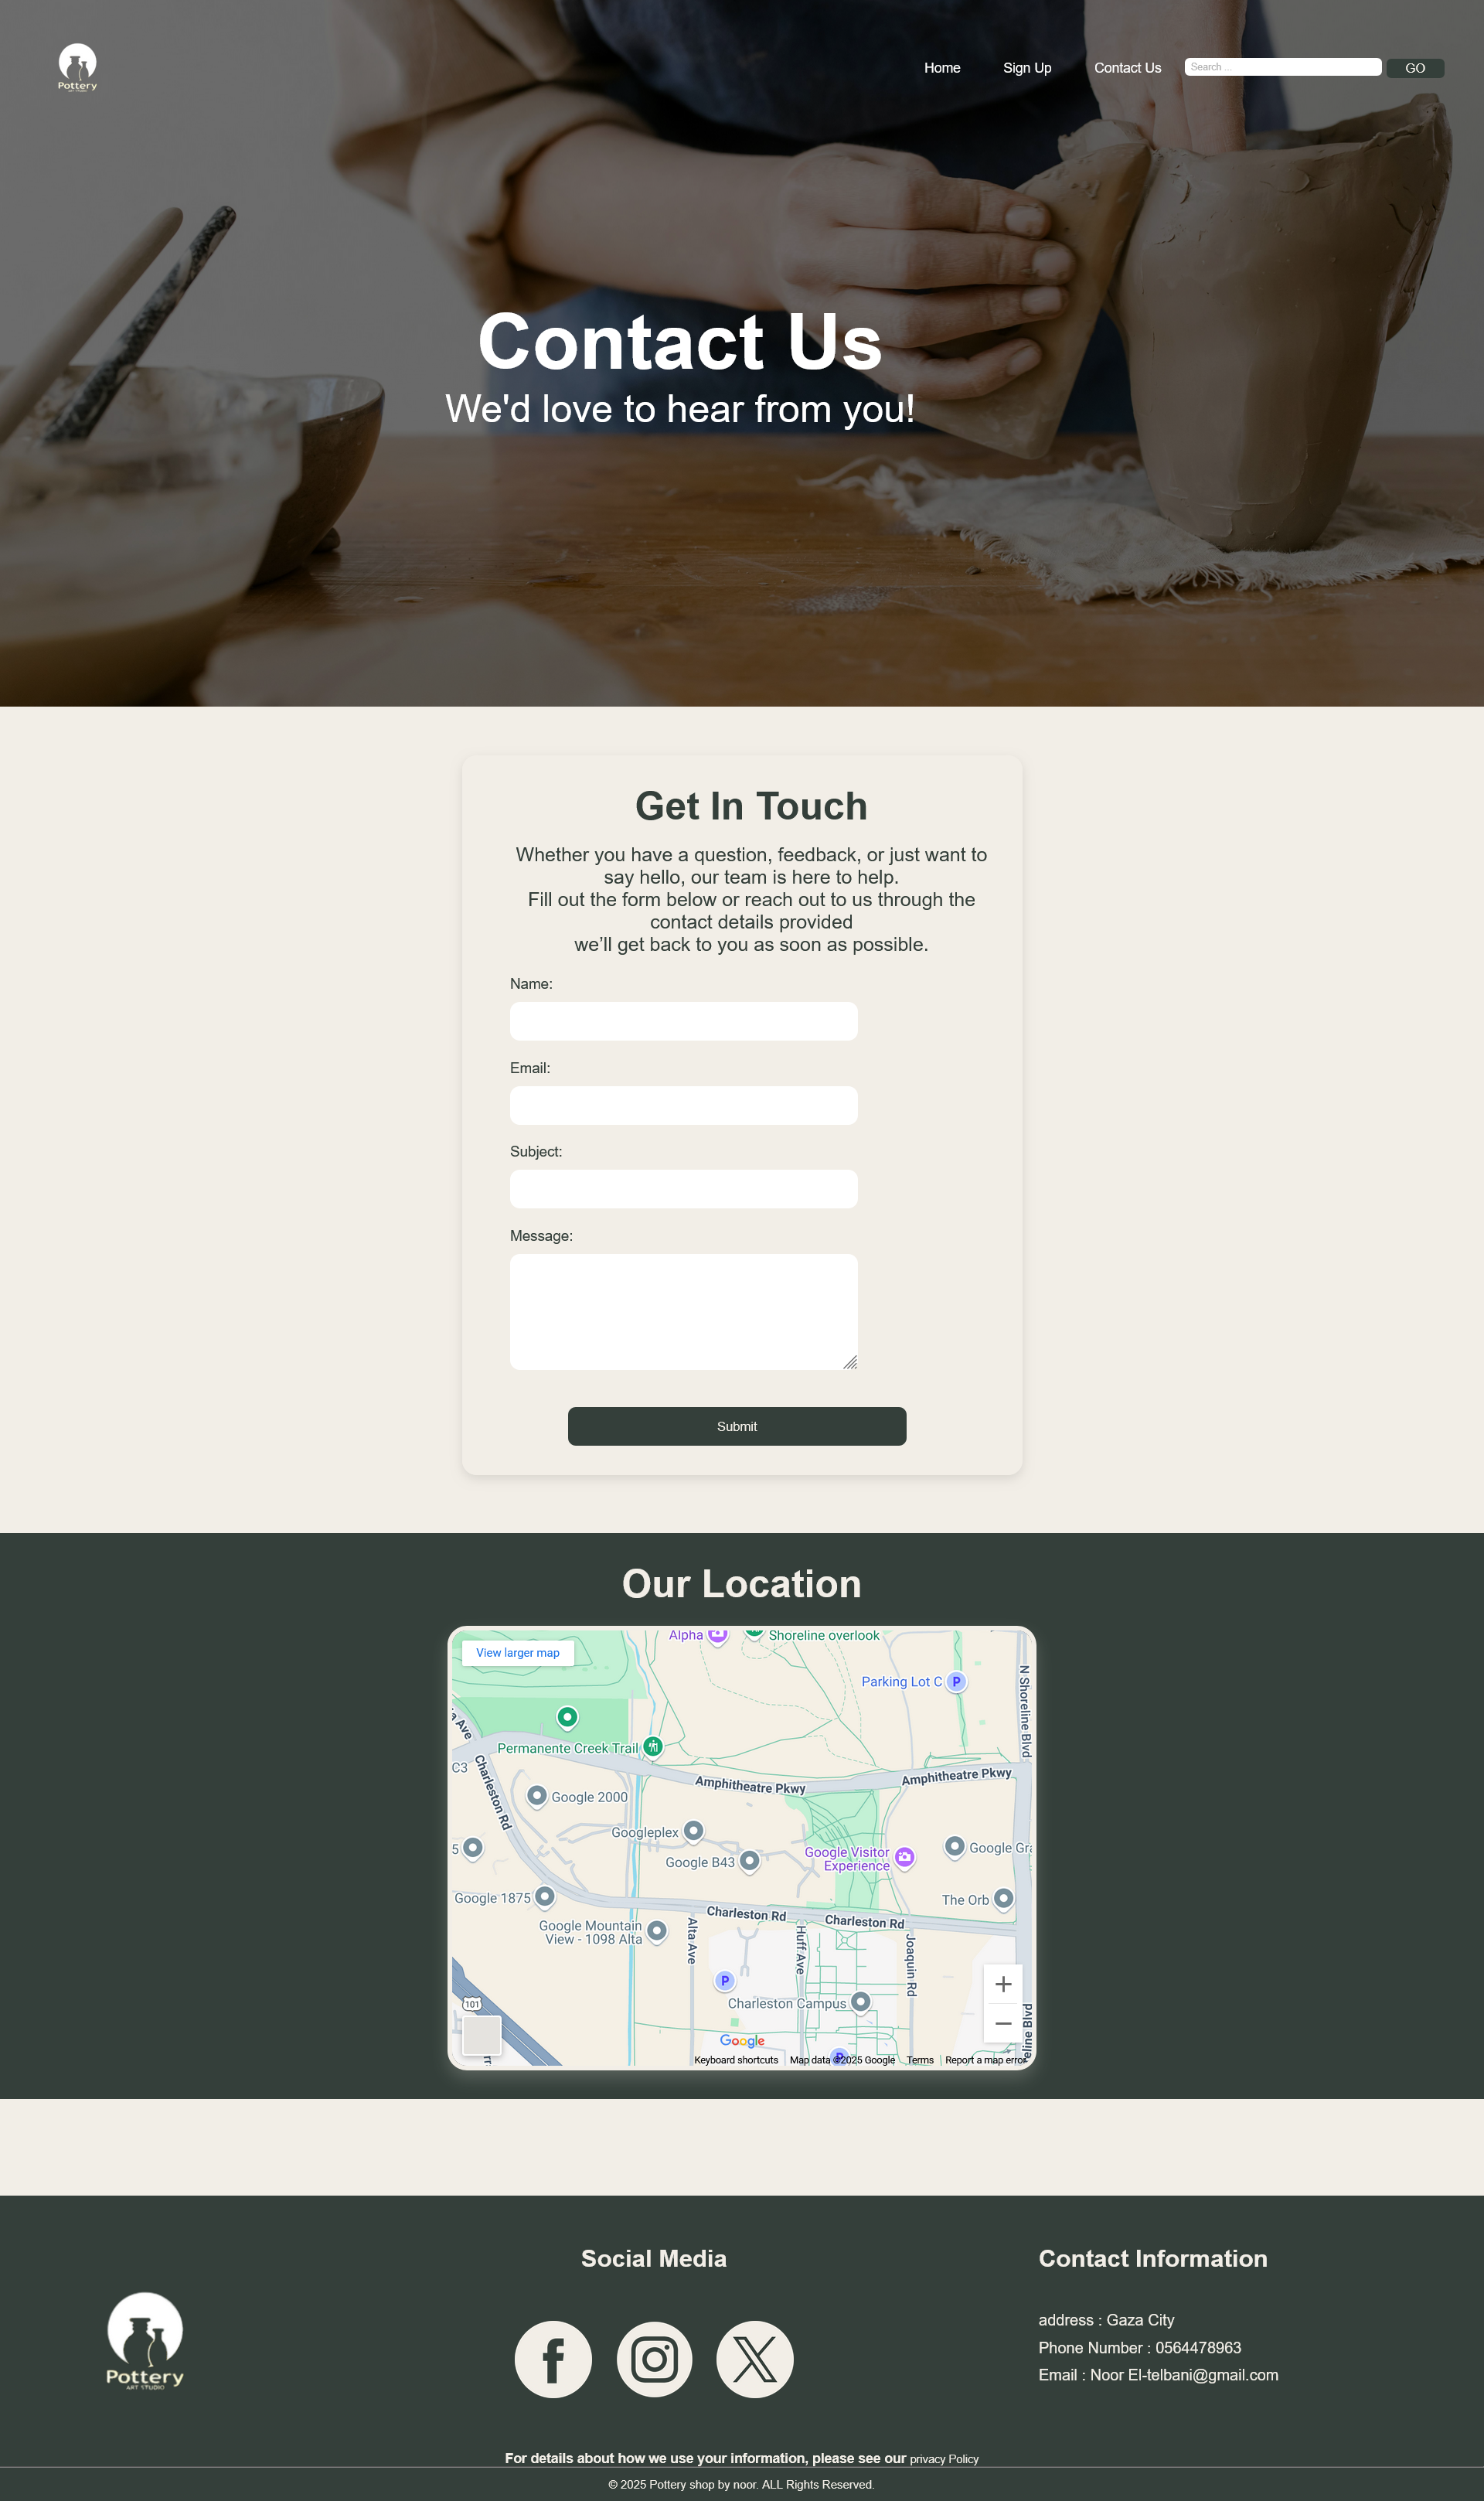 Pottery
ART STUDIO
Home Sign Up Contact Us Search ... GO
Contact Us
We'd love to hear from you!
Get In Touch
Whether you have a question, feedback, or just want to
say hello, our team is here to help.
Fill out the form below or reach out to us through the
contact details provided
we’ll get back to you as soon as possible.
Name:
Email:
Subject:
Message:
Submit
Our Location
View larger map
Alpha
Shoreline overlook
Parking Lot C
P
N Shoreline Blvd
Permanente Creek Trail
C3
Charleston Rd
Amphitheatre Pkwy
Amphitheatre Pkwy
Google 2000
Googleplex
Google B43
Google Visitor
Experience
Google Gra
5
Google 1875
The Orb
Charleston Rd
Charleston Rd
Google Mountain
View - 1098 Alta
Alta Ave
Huff Ave
Joaquin Rd
P
Charleston Campus
101
Google
Keyboard shortcuts Map data ©2025 Google Terms Report a map error
Social Media
Contact Information
Pottery
ART STUDIO
address : Gaza City
Phone Number : 0564478963
Email : Noor El-telbani@gmail.com
For details about how we use your information, please see our privacy Policy
© 2025 Pottery shop by noor. ALL Rights Reserved.